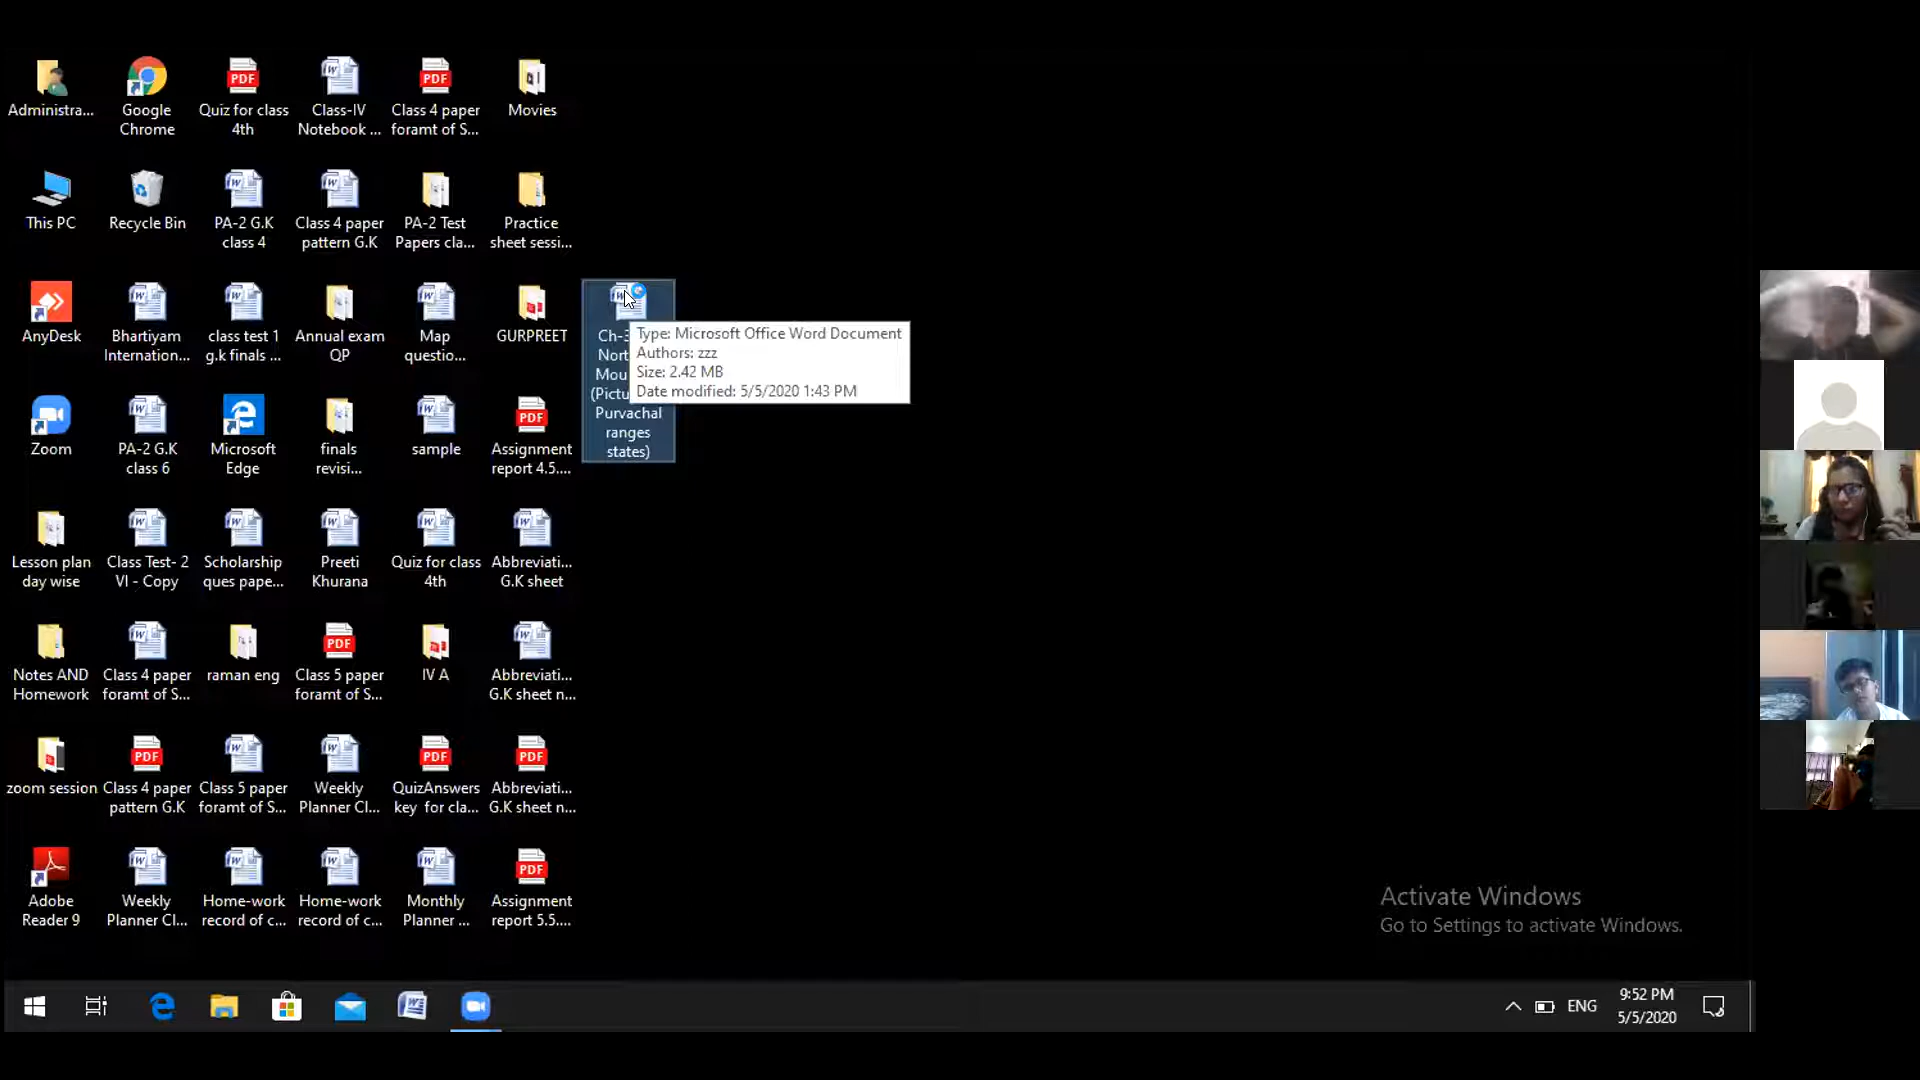 Administra...
Google
Chrome
Quiz for class
4th
Class-IV
Notebook ...
Class 4 paper
foramt of S...
Movies
This PC
Recycle Bin
PA-2 G.K
class 4
Class 4 paper
pattern G.K
PA-2 Test
Papers cla...
Practice
sheet sessi...
AnyDesk
Bhartiyam
Internation...
class test 1
g.k finals ...
Annual exam
QP
Map
questio...
GURPREET
Ch-3
Nort
Mou
(Pictu
Purvachal
ranges
states)
Type: Microsoft Office Word Document
Authors: zzz
Size: 2.42 MB
Date modified: 5/5/2020 1:43 PM
Zoom
PA-2 G.K
class 6
Microsoft
Edge
finals
revisi...
sample
Assignment
report 4.5....
Lesson plan
day wise
Class Test- 2
VI - Copy
Scholarship
ques pape...
Preeti
Khurana
Quiz for class
4th
Abbreviati...
G.K sheet
Notes AND
Homework
Class 4 paper
foramt of S...
raman eng
Class 5 paper
foramt of S...
IV A
Abbreviati...
G.K sheet n...
zoom session
Class 4 paper
pattern G.K
Class 5 paper
foramt of S...
Weekly
Planner Cl...
QuizAnswers
key for cla...
Abbreviati...
G.K sheet n...
Adobe
Reader 9
Weekly
Planner Cl...
Home-work
record of c...
Home-work
record of c...
Monthly
Planner ...
Assignment
report 5.5....
Activate Windows
Go to Settings to activate Windows.
ENG
9:52 PM
5/5/2020